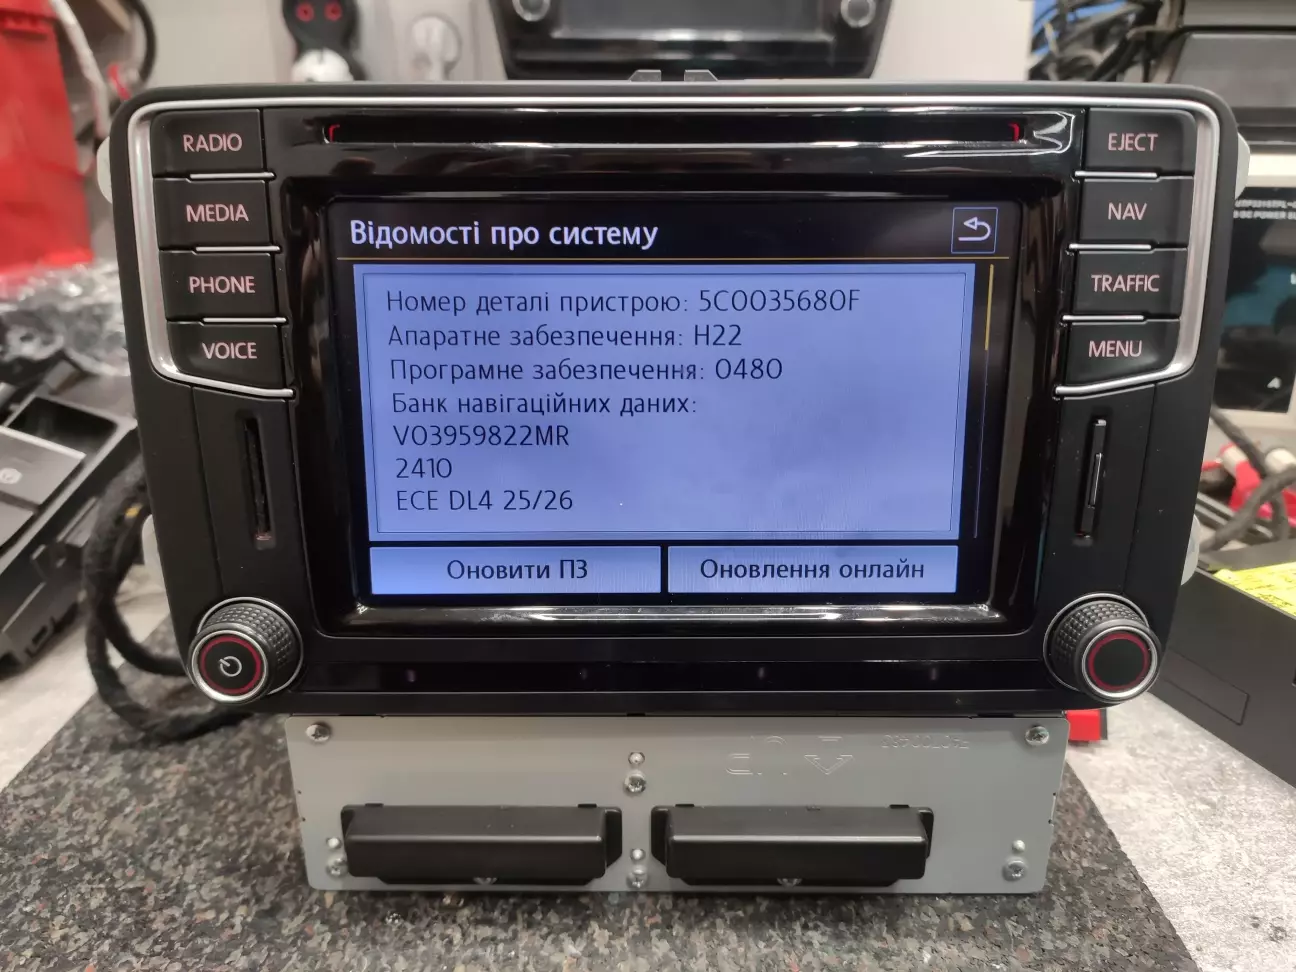 RADIO
MEDIA
PHONE
VOICE
EJECT
NAV
TRAFFIC
MENU
Відомості про систему
Номер деталі пристрою: 5C0035680F
Апаратне забезпечення: H22
Програмне забезпечення: 0480
Банк навігаційних даних:
V03959822MR
2410
ECE DL4 25/26
Оновити ПЗ
Оновлення онлайн
UP